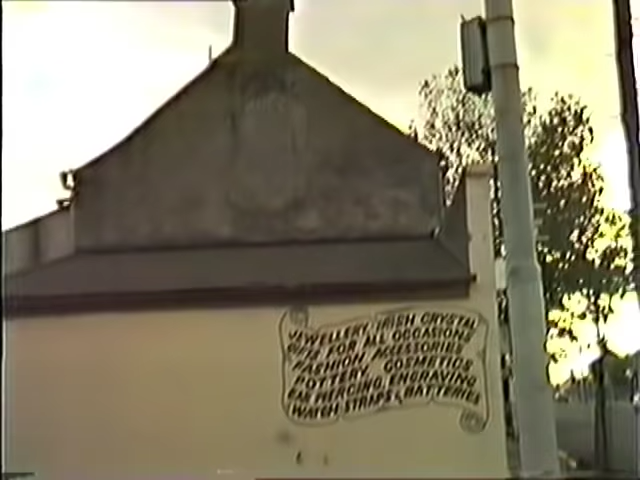 JEWELLERY, IRISH CRYSTAL
GIFTS FOR ALL OCCASIONS
FASHION ACCESSORIES
POTTERY, COSMETICS
EAR PIERCING, ENGRAVING
WATCH STRAPS & BATTERIES